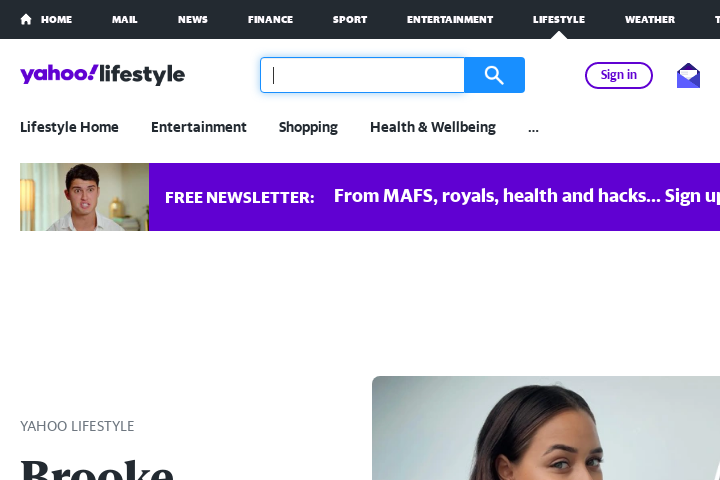 HOME MAIL NEWS FINANCE SPORT ENTERTAINMENT LIFESTYLE WEATHER
yahoo!lifestyle
Sign in
Lifestyle Home Entertainment Shopping Health & Wellbeing ...
FREE NEWSLETTER: From MAFS, royals, health and hacks... Sign up
YAHOO LIFESTYLE
Brooke